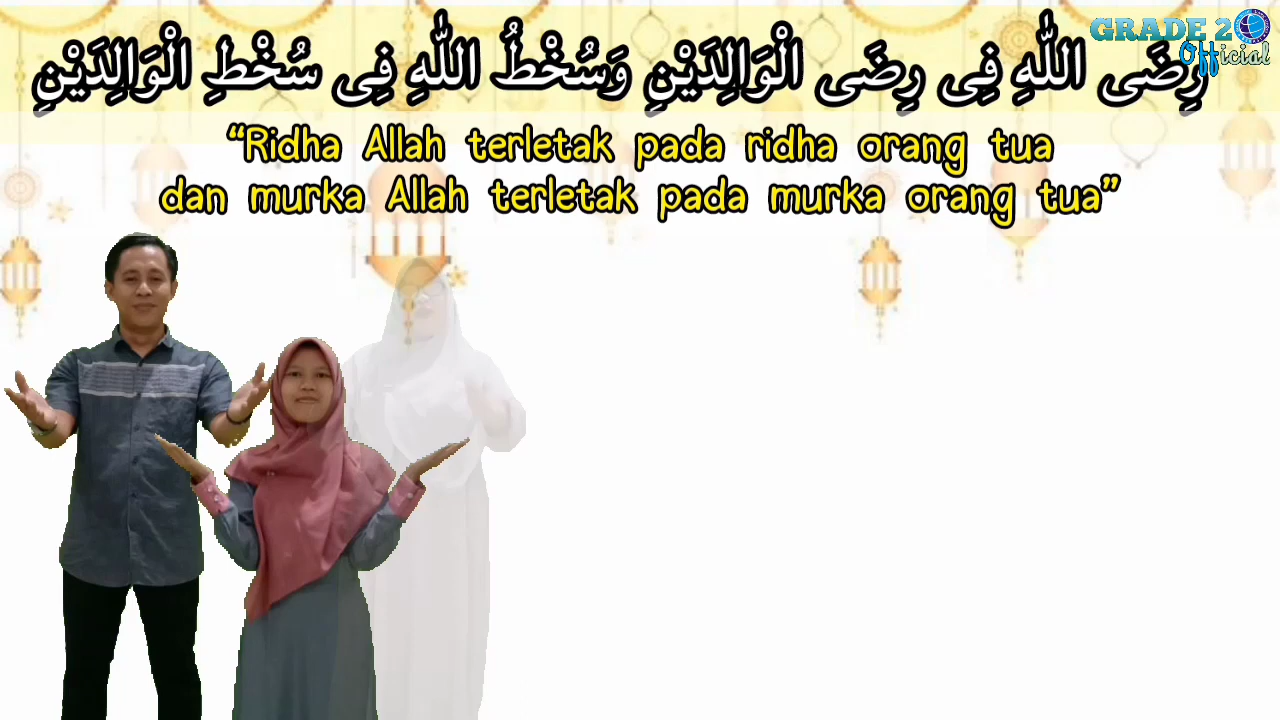 GRADE 2
Official
رِضَى اللّٰهِ فِى رِضَى الْوَالِدَيْنِ وَسُخْطُ اللّٰهِ فِى سُخْطِ الْوَالِدَيْنِ
“Ridha Allah terletak pada ridha orang tua
dan murka Allah terletak pada murka orang tua”